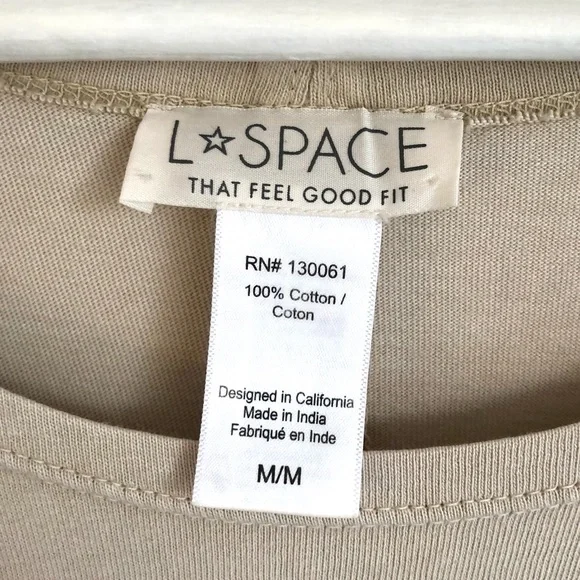 L☆SPACE
THAT FEEL GOOD FIT
RN# 130061
100% Cotton /
Coton
Designed in California
Made in India
Fabriqué en Inde
M/M